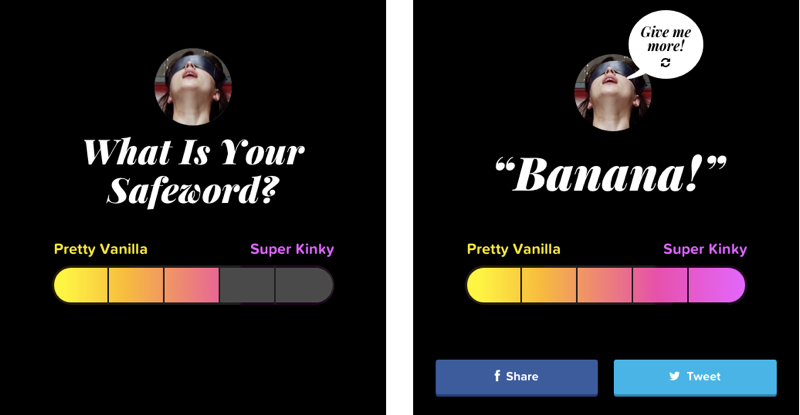 What Is Your
Safeword?
Pretty Vanilla Super Kinky
Give me
more!
“Banana!”
Pretty Vanilla Super Kinky
Share Tweet